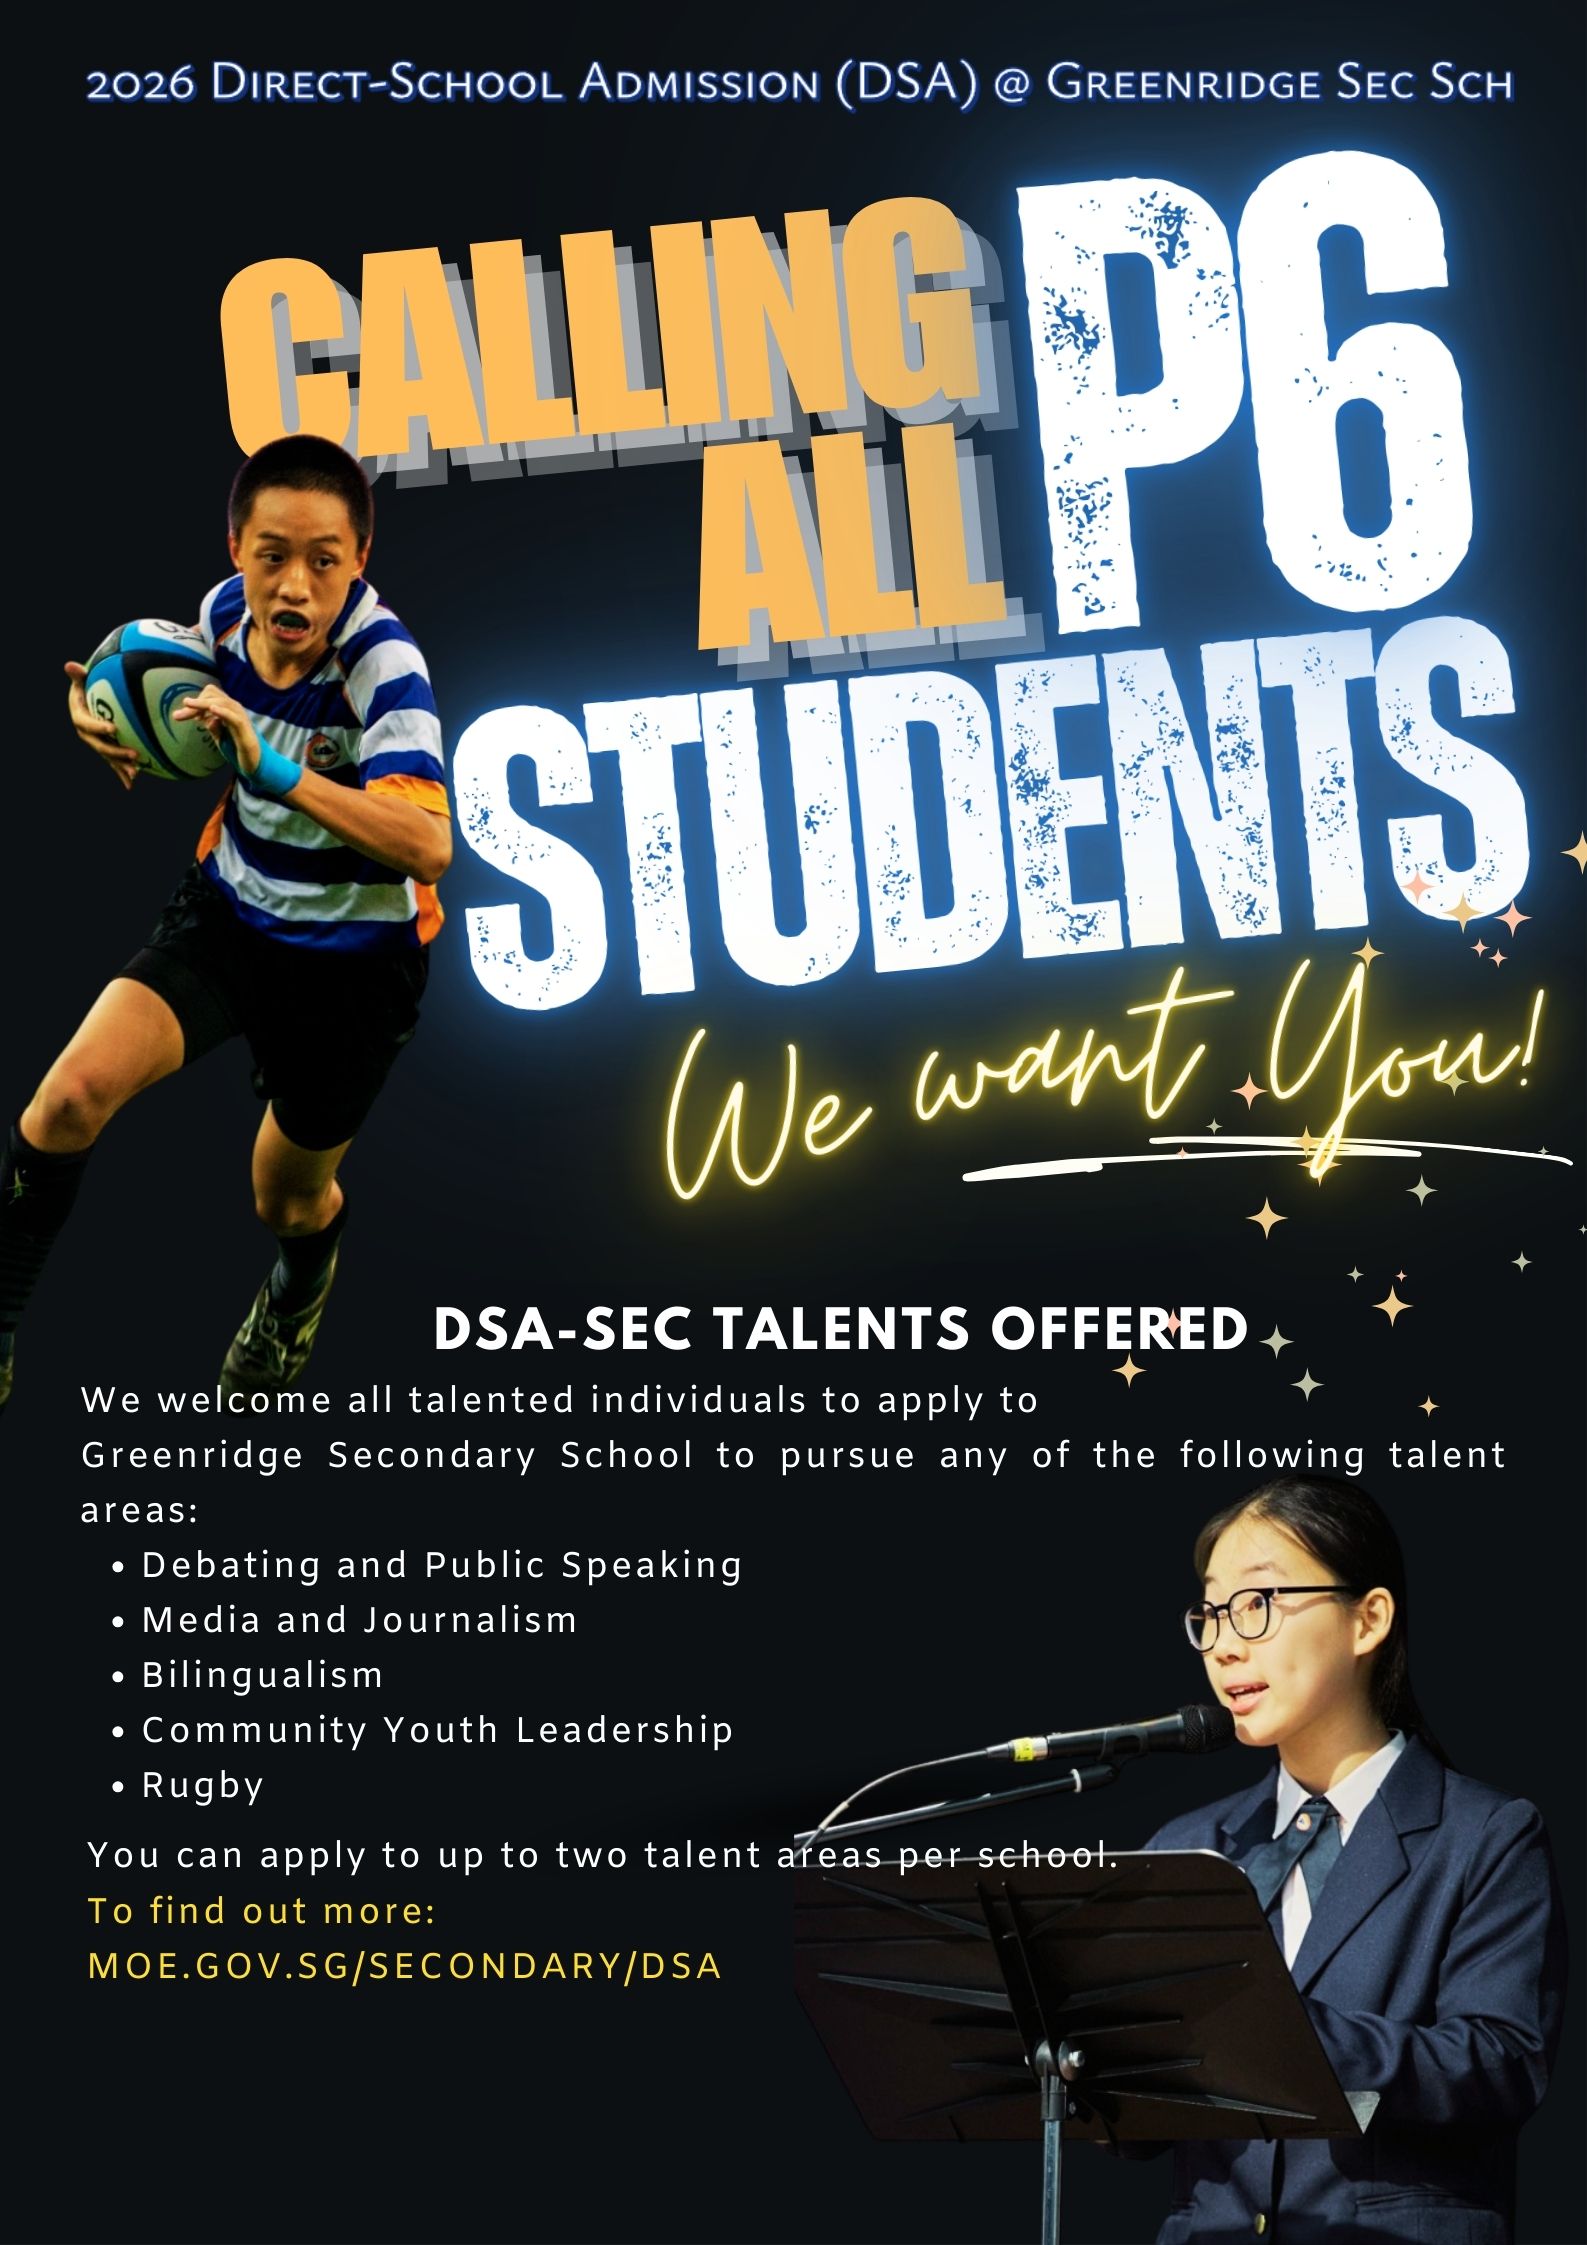 2026 Direct-School Admission (DSA) @ Greenridge Sec Sch
CALLING
ALL
P6
STUDENTS
We want You!
DSA-SEC TALENTS OFFERED
We welcome all talented individuals to apply to
Greenridge Secondary School to pursue any of the following talent
areas:
• Debating and Public Speaking
• Media and Journalism
• Bilingualism
• Community Youth Leadership
• Rugby
You can apply to up to two talent areas per school.
To find out more:
MOE.GOV.SG/SECONDARY/DSA